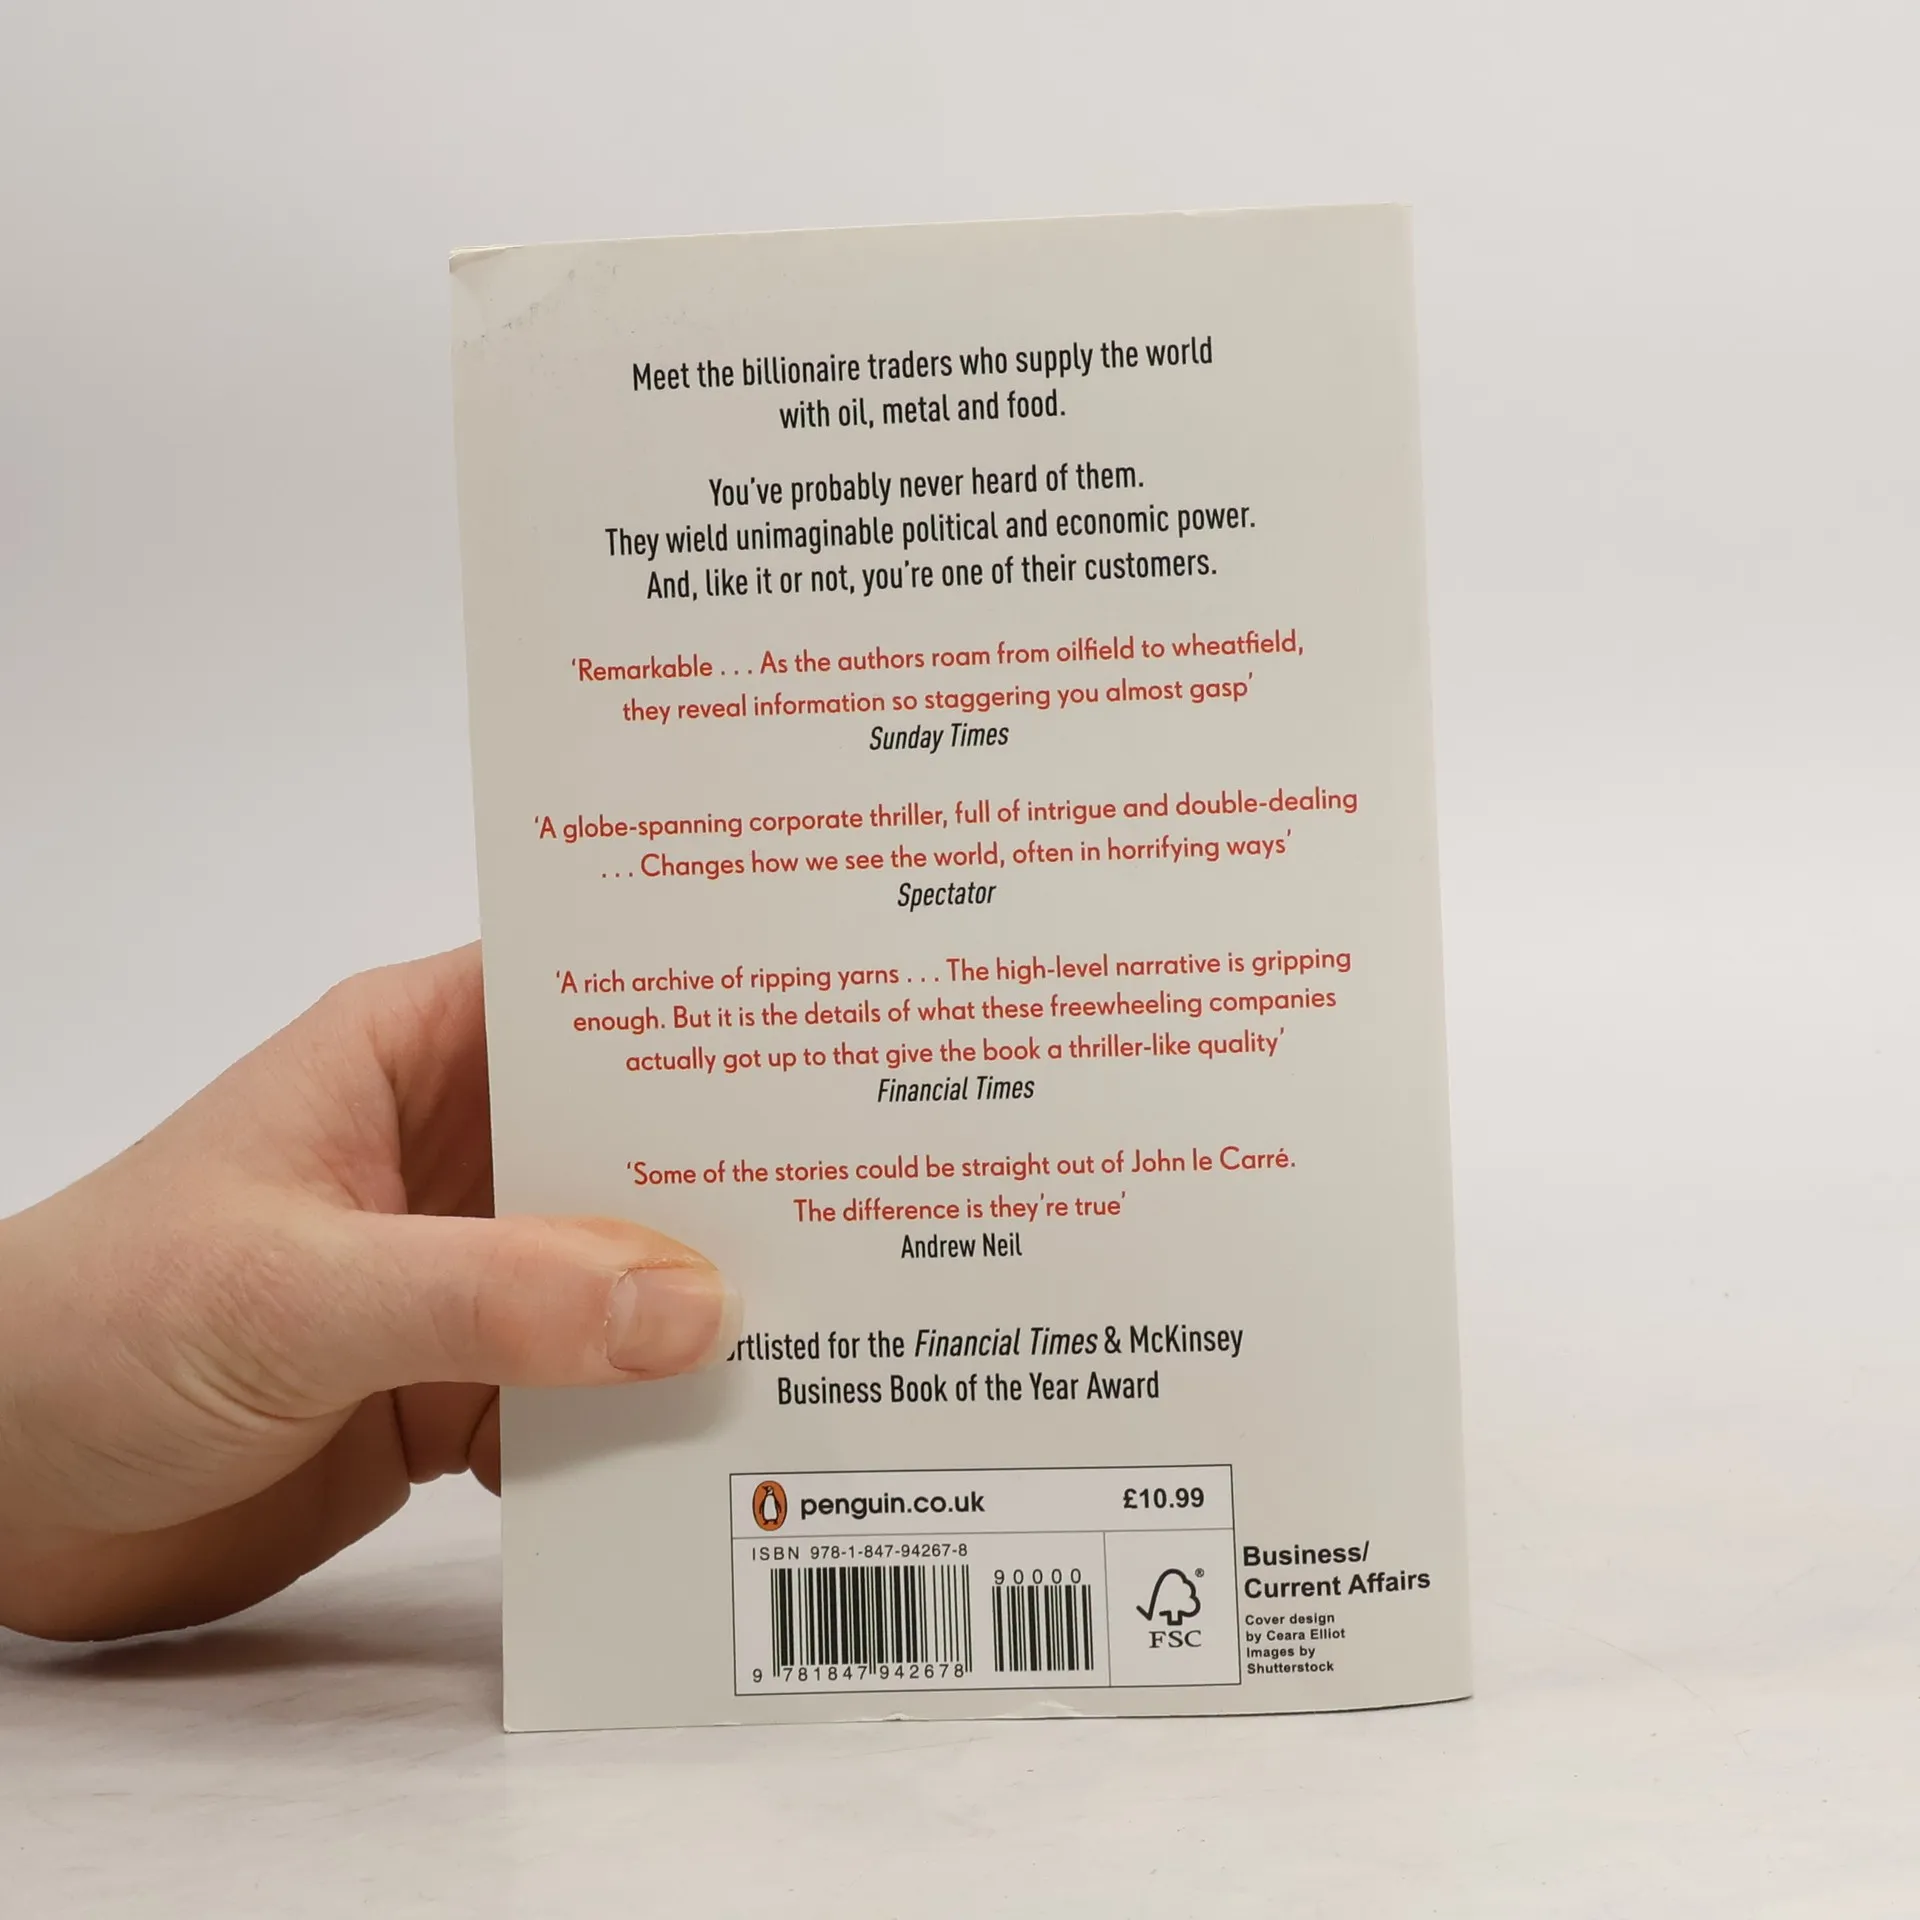 Meet the billionaire traders who supply the world
with oil, metal and food.
You've probably never heard of them.
They wield unimaginable political and economic power.
And, like it or not, you're one of their customers.
'Remarkable . . . As the authors roam from oilfield to wheatfield,
they reveal information so staggering you almost gasp'
Sunday Times
'A globe-spanning corporate thriller, full of intrigue and double-dealing
. . . Changes how we see the world, often in horrifying ways'
Spectator
'A rich archive of ripping yarns . . . The high-level narrative is gripping
enough. But it is the details of what these freewheeling companies
actually got up to that give the book a thriller-like quality'
Financial Times
'Some of the stories could be straight out of John le Carré.
The difference is they're true'
Andrew Neil
for the Financial Times & McKinsey
Business Book of the Year Award
penguin.co.uk £10.99
ISBN 978-1-847-94267-8
90000
9 781847 942678
FSC
®
Business/
Current Affairs
Cover design
by Ceara Elliot
Images by
Shutterstock